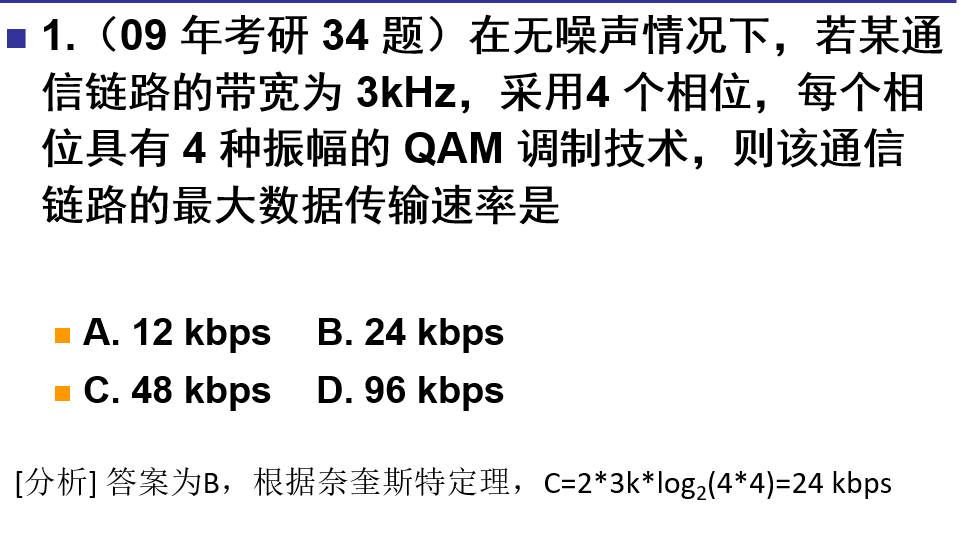 1.（09 年考研 34 题）在无噪声情况下，若某通
信链路的带宽为 3kHz，采用4 个相位，每个相
位具有 4 种振幅的 QAM 调制技术，则该通信
链路的最大数据传输速率是
A. 12 kbps B. 24 kbps
C. 48 kbps D. 96 kbps
[分析] 答案为B，根据奈奎斯特定理，C=2*3k*log₂(4*4)=24 kbps